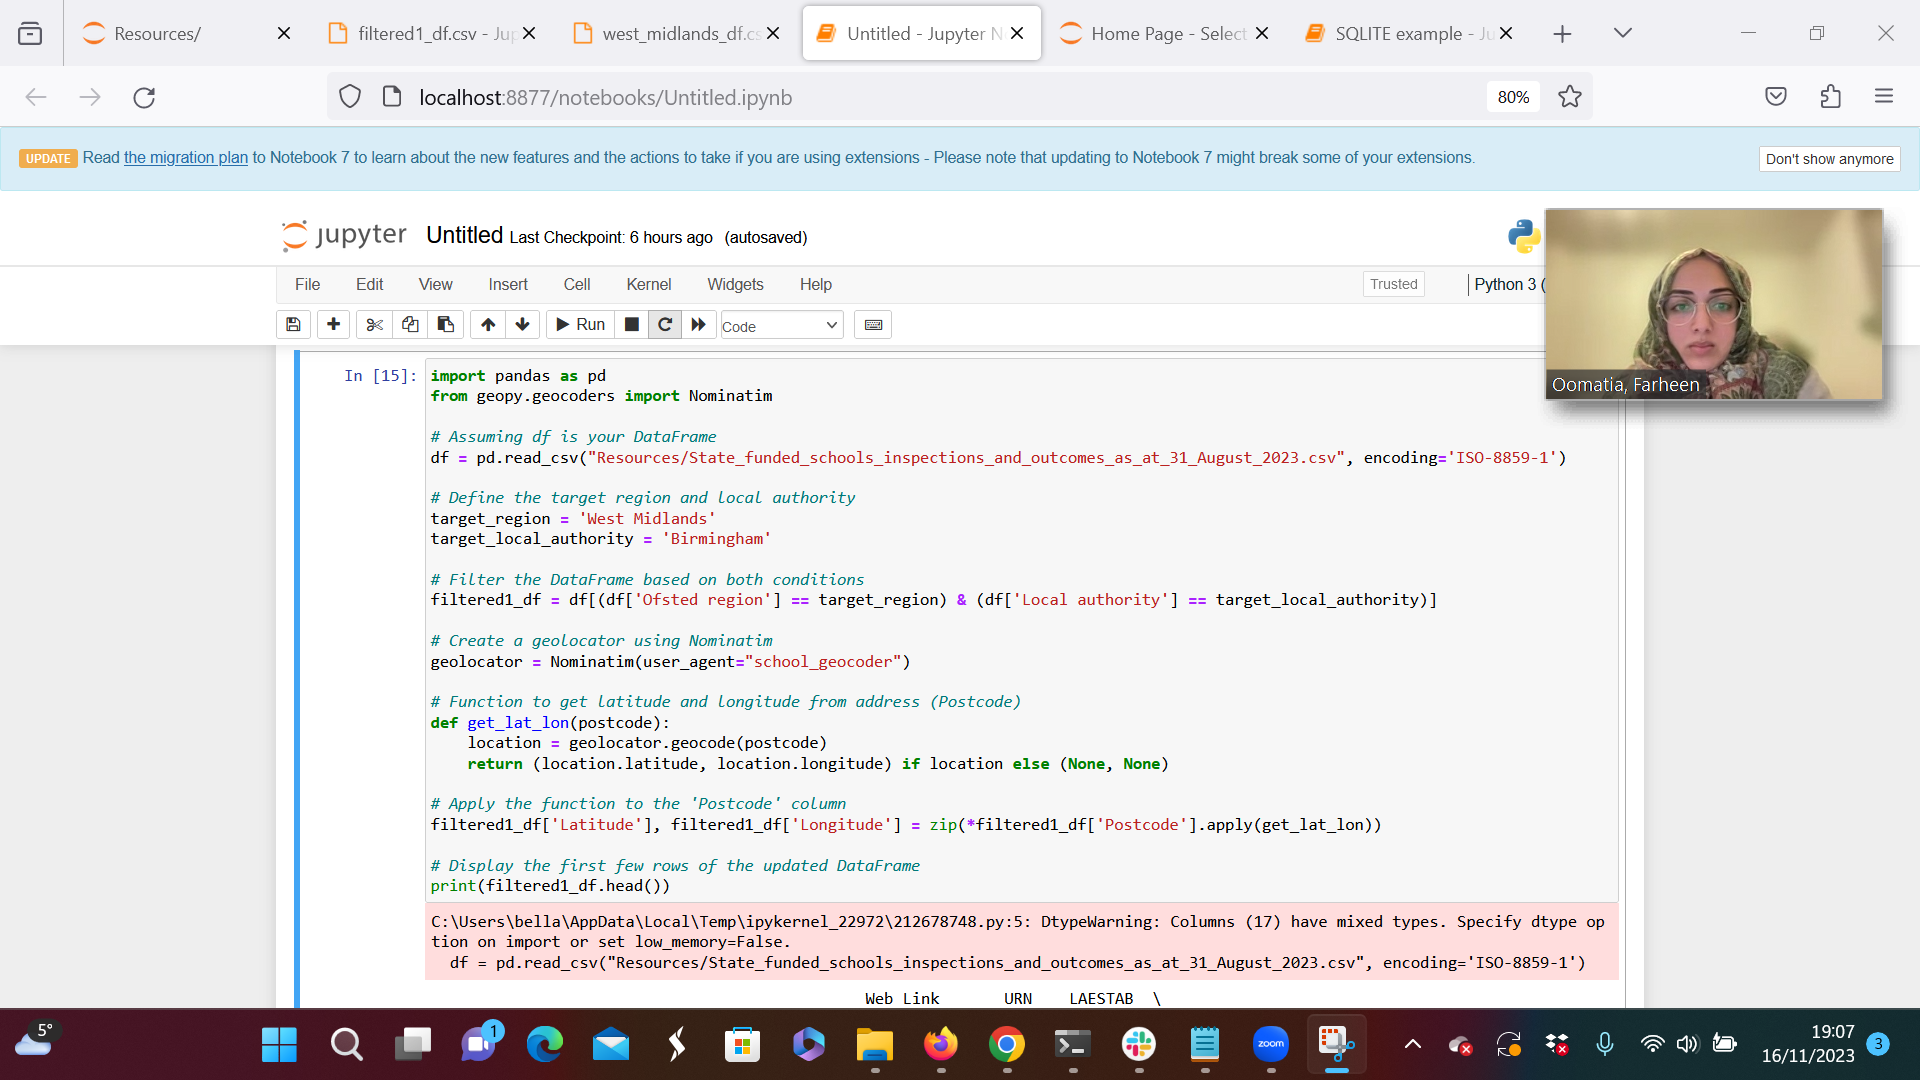 Resources/
filtered1_df.csv - Jup
west_midlands_df.cs
Untitled - Jupyter N
Home Page - Select
SQLITE example - Ju
localhost:8877/notebooks/Untitled.ipynb
80%
UPDATE Read the migration plan to Notebook 7 to learn about the new features and the actions to take if you are using extensions - Please note that updating to Notebook 7 might break some of your extensions.
Don't show anymore
jupyter Untitled Last Checkpoint: 6 hours ago (autosaved)
File Edit View Insert Cell Kernel Widgets Help
Trusted
Python 3 (
Run
Code
Oomatia, Farheen
In [15]:
import pandas as pd
from geopy.geocoders import Nominatim
# Assuming df is your DataFrame
df = pd.read_csv("Resources/State_funded_schools_inspections_and_outcomes_as_at_31_August_2023.csv", encoding='ISO-8859-1')
# Define the target region and local authority
target_region = 'West Midlands'
target_local_authority = 'Birmingham'
# Filter the DataFrame based on both conditions
filtered1_df = df[(df['Ofsted region'] == target_region) & (df['Local authority'] == target_local_authority)]
# Create a geolocator using Nominatim
geolocator = Nominatim(user_agent="school_geocoder")
# Function to get latitude and longitude from address (Postcode)
def get_lat_lon(postcode):
    location = geolocator.geocode(postcode)
    return (location.latitude, location.longitude) if location else (None, None)
# Apply the function to the 'Postcode' column
filtered1_df['Latitude'], filtered1_df['Longitude'] = zip(*filtered1_df['Postcode'].apply(get_lat_lon))
# Display the first few rows of the updated DataFrame
print(filtered1_df.head())
C:\Users\bella\AppData\Local\Temp\ipykernel_22972\212678748.py:5: DtypeWarning: Columns (17) have mixed types. Specify dtype op
tion on import or set low_memory=False.
  df = pd.read_csv("Resources/State_funded_schools_inspections_and_outcomes_as_at_31_August_2023.csv", encoding='ISO-8859-1')
Web Link URN LAESTAB \
5°
1
zoom
19:07
16/11/2023
3